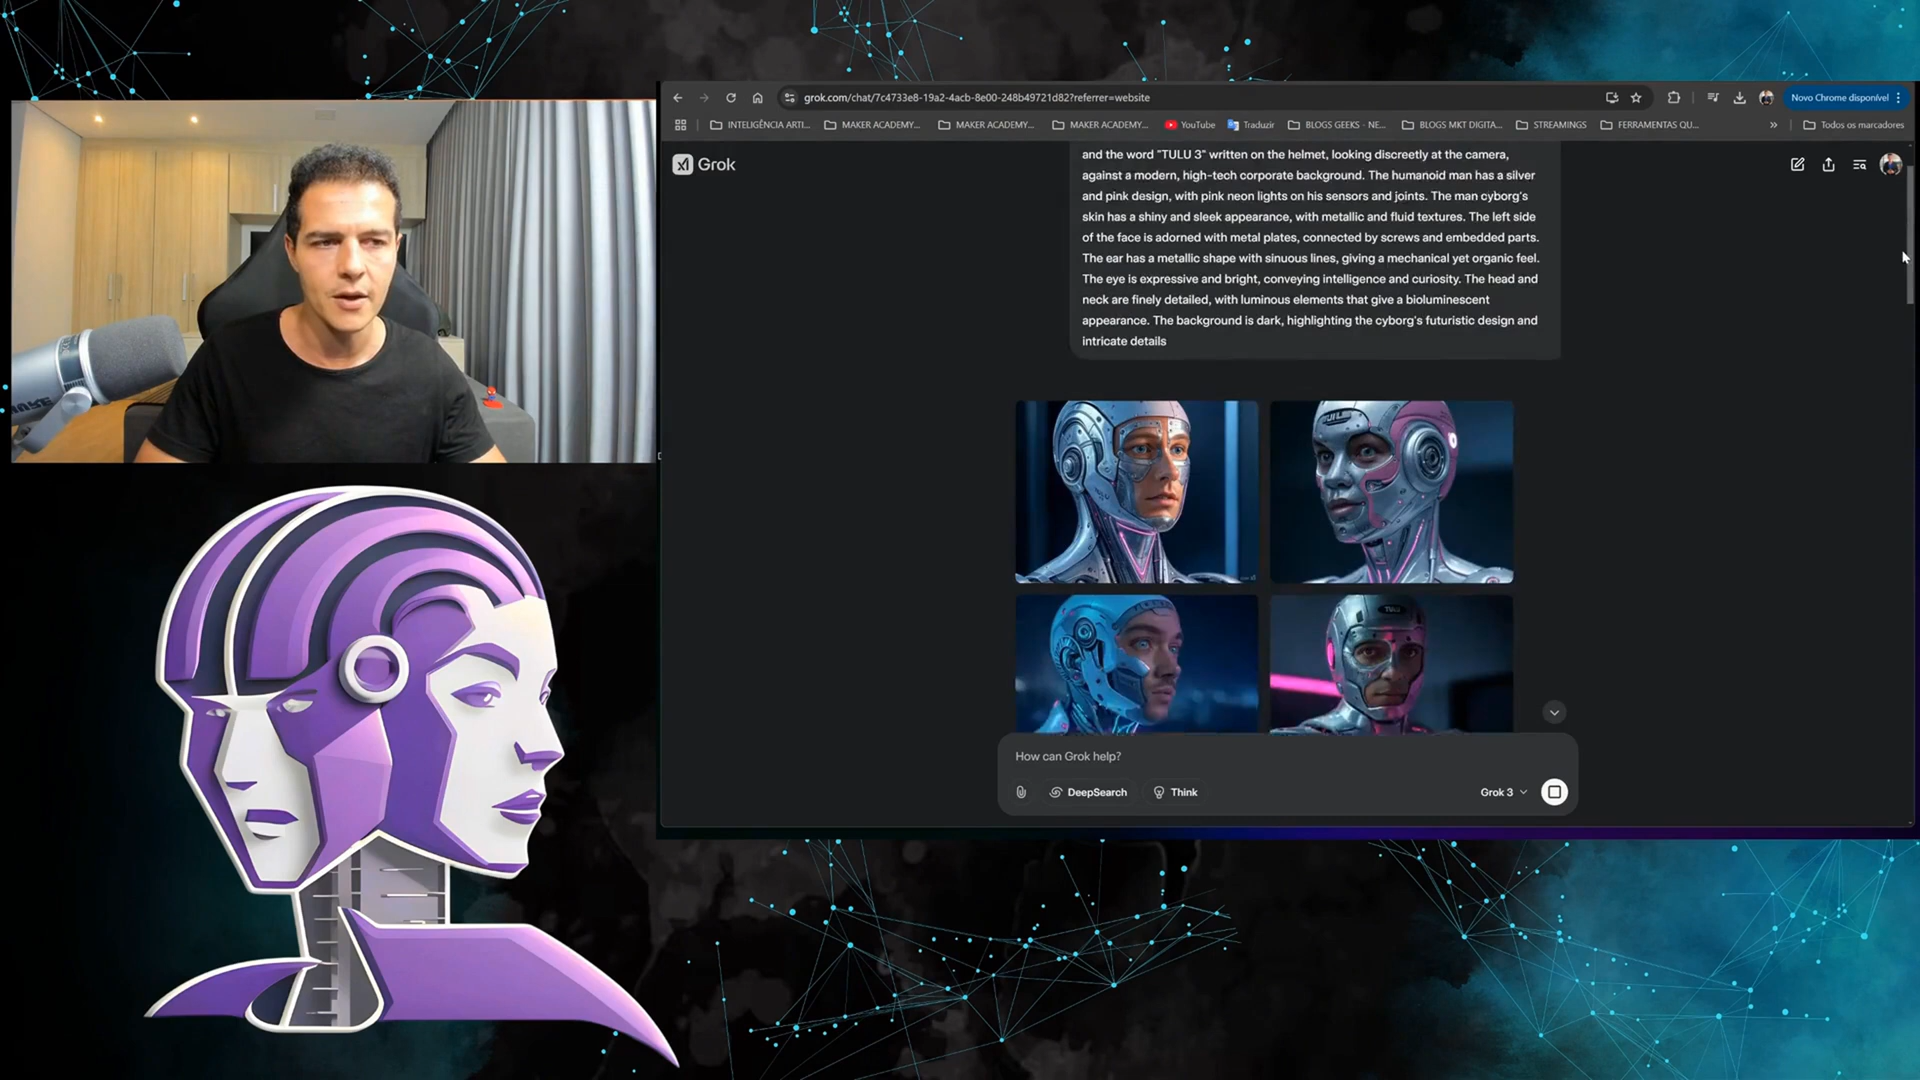 grok.com/chat/7c4733e8-19a2-4acb-8e00-248b49721d82?referrer=website
Novo Chrome disponível
INTELIGÊNCIA ARTI...
MAKER ACADEMY...
MAKER ACADEMY...
MAKER ACADEMY...
YouTube
Traduzir
BLOGS GEEKS - NE...
BLOGS MKT DIGITA...
STREAMINGS
FERRAMENTAS QU...
»
Todos os marcadores
Grok
and the word "TULU 3" written on the helmet, looking discreetly at the camera,
against a modern, high-tech corporate background. The humanoid man has a silver
and pink design, with pink neon lights on his sensors and joints. The man cyborg's
skin has a shiny and sleek appearance, with metallic and fluid textures. The left side
of the face is adorned with metal plates, connected by screws and embedded parts.
The ear has a metallic shape with sinuous lines, giving a mechanical yet organic feel.
The eye is expressive and bright, conveying intelligence and curiosity. The head and
neck are finely detailed, with luminous elements that give a bioluminescent
appearance. The background is dark, highlighting the cyborg's futuristic design and
intricate details
TULU
How can Grok help?
DeepSearch
Think
Grok 3